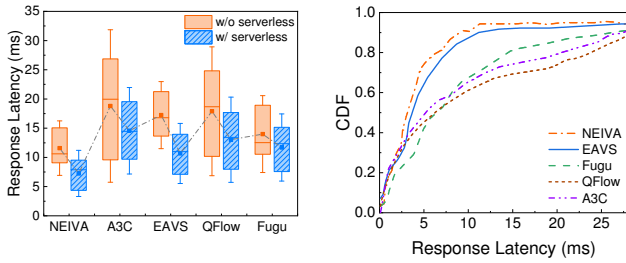 Response Latency (ms)
35
30
25
20
15
10
5
0
w/o serverless
w/ serverless
NEIVA A3C EAVS QFlow Fugu
CDF
1.0
0.8
0.6
0.4
0.2
0.0
NEIVA
EAVS
Fugu
QFlow
A3C
0 5 10 15 20 25
Response Latency (ms)